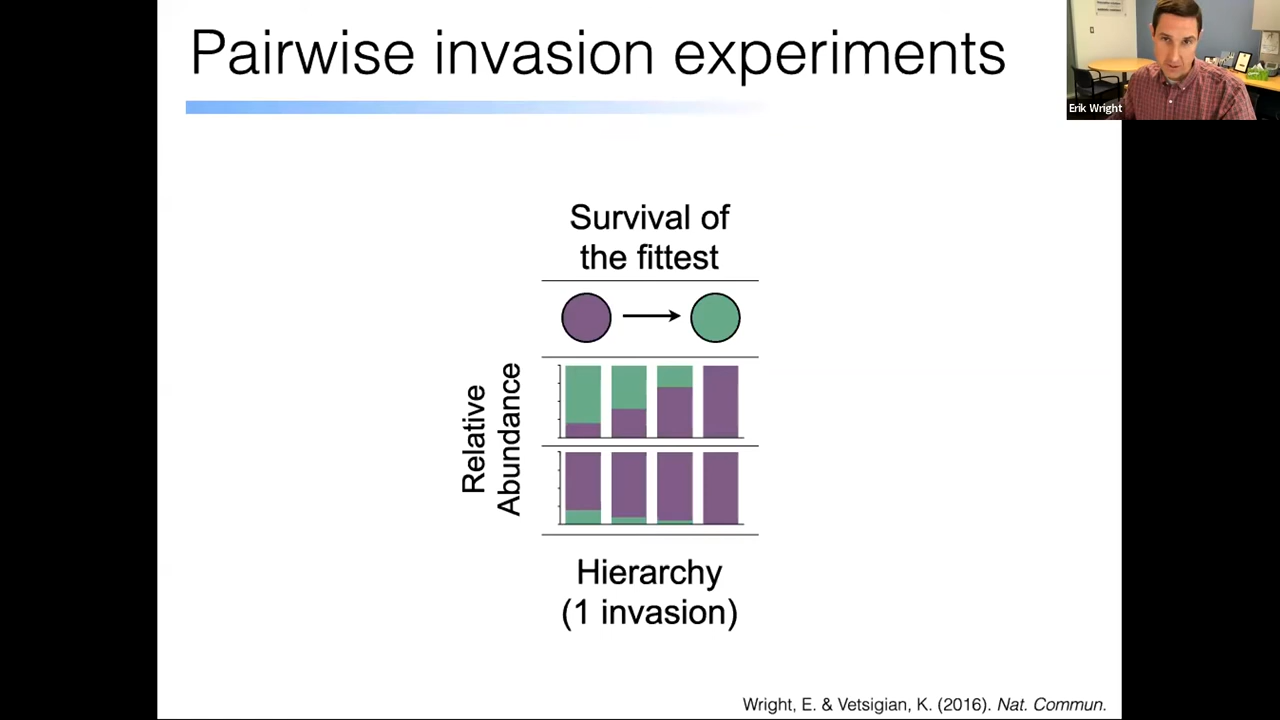 Pairwise invasion experiments
Erik Wright
Survival of
the fittest
Relative
Abundance
Hierarchy
(1 invasion)
Wright, E. & Vetsigian, K. (2016). Nat. Commun.